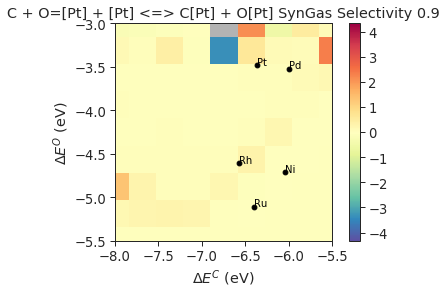 C + O=[Pt] + [Pt] <=> C[Pt] + O[Pt] SynGas Selectivity 0.9
−3.0
−3.5
−4.0
−4.5
−5.0
−5.5
ΔE^O (eV)
Pt
Pd
Rh
Ni
Ru
−8.0 −7.5 −7.0 −6.5 −6.0 −5.5
ΔE^C (eV)
4
3
2
1
0
−1
−2
−3
−4